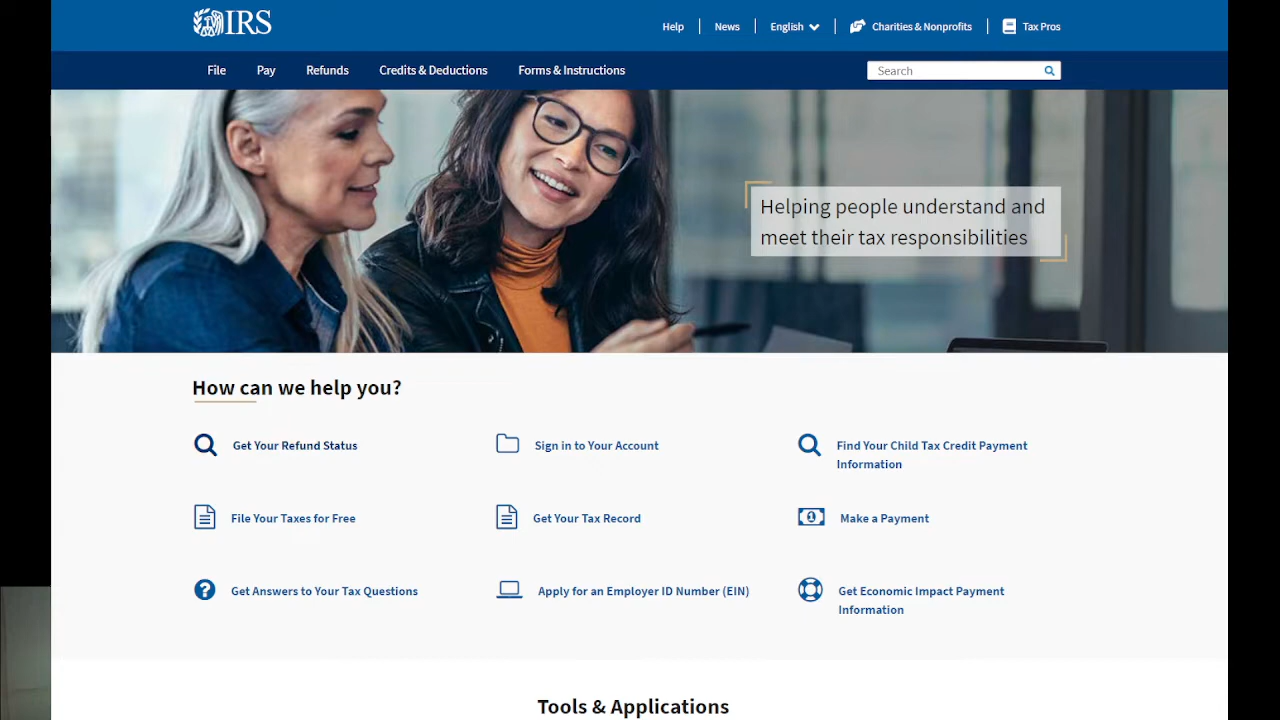 IRS
Help
News
English
Charities & Nonprofits
Tax Pros
File
Pay
Refunds
Credits & Deductions
Forms & Instructions
Search
Helping people understand and
meet their tax responsibilities
How can we help you?
Get Your Refund Status
Sign in to Your Account
Find Your Child Tax Credit Payment
Information
File Your Taxes for Free
Get Your Tax Record
Make a Payment
Get Answers to Your Tax Questions
Apply for an Employer ID Number (EIN)
Get Economic Impact Payment
Information
Tools & Applications